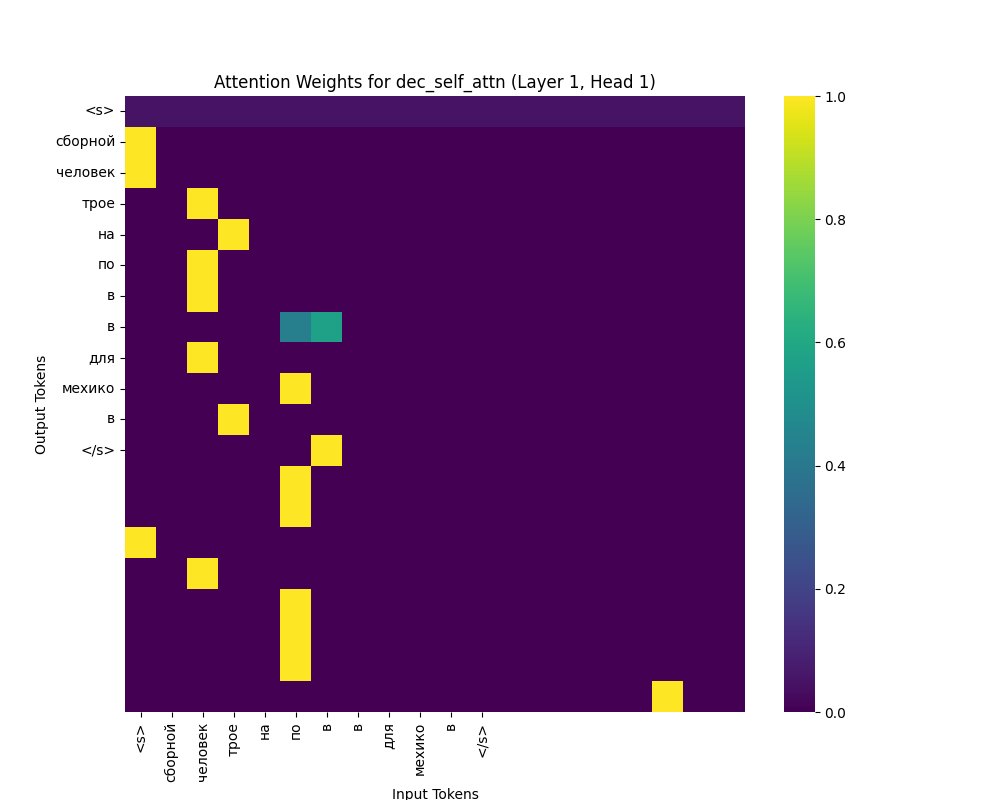 Attention Weights for dec_self_attn (Layer 1, Head 1)
<s>
сборной
человек
трое
на
по
в
в
для
мехико
в
</s>
Output Tokens
<s>
сборной
человек
трое
на
по
в
в
для
мехико
в
</s>
Input Tokens
1.0
0.8
0.6
0.4
0.2
0.0